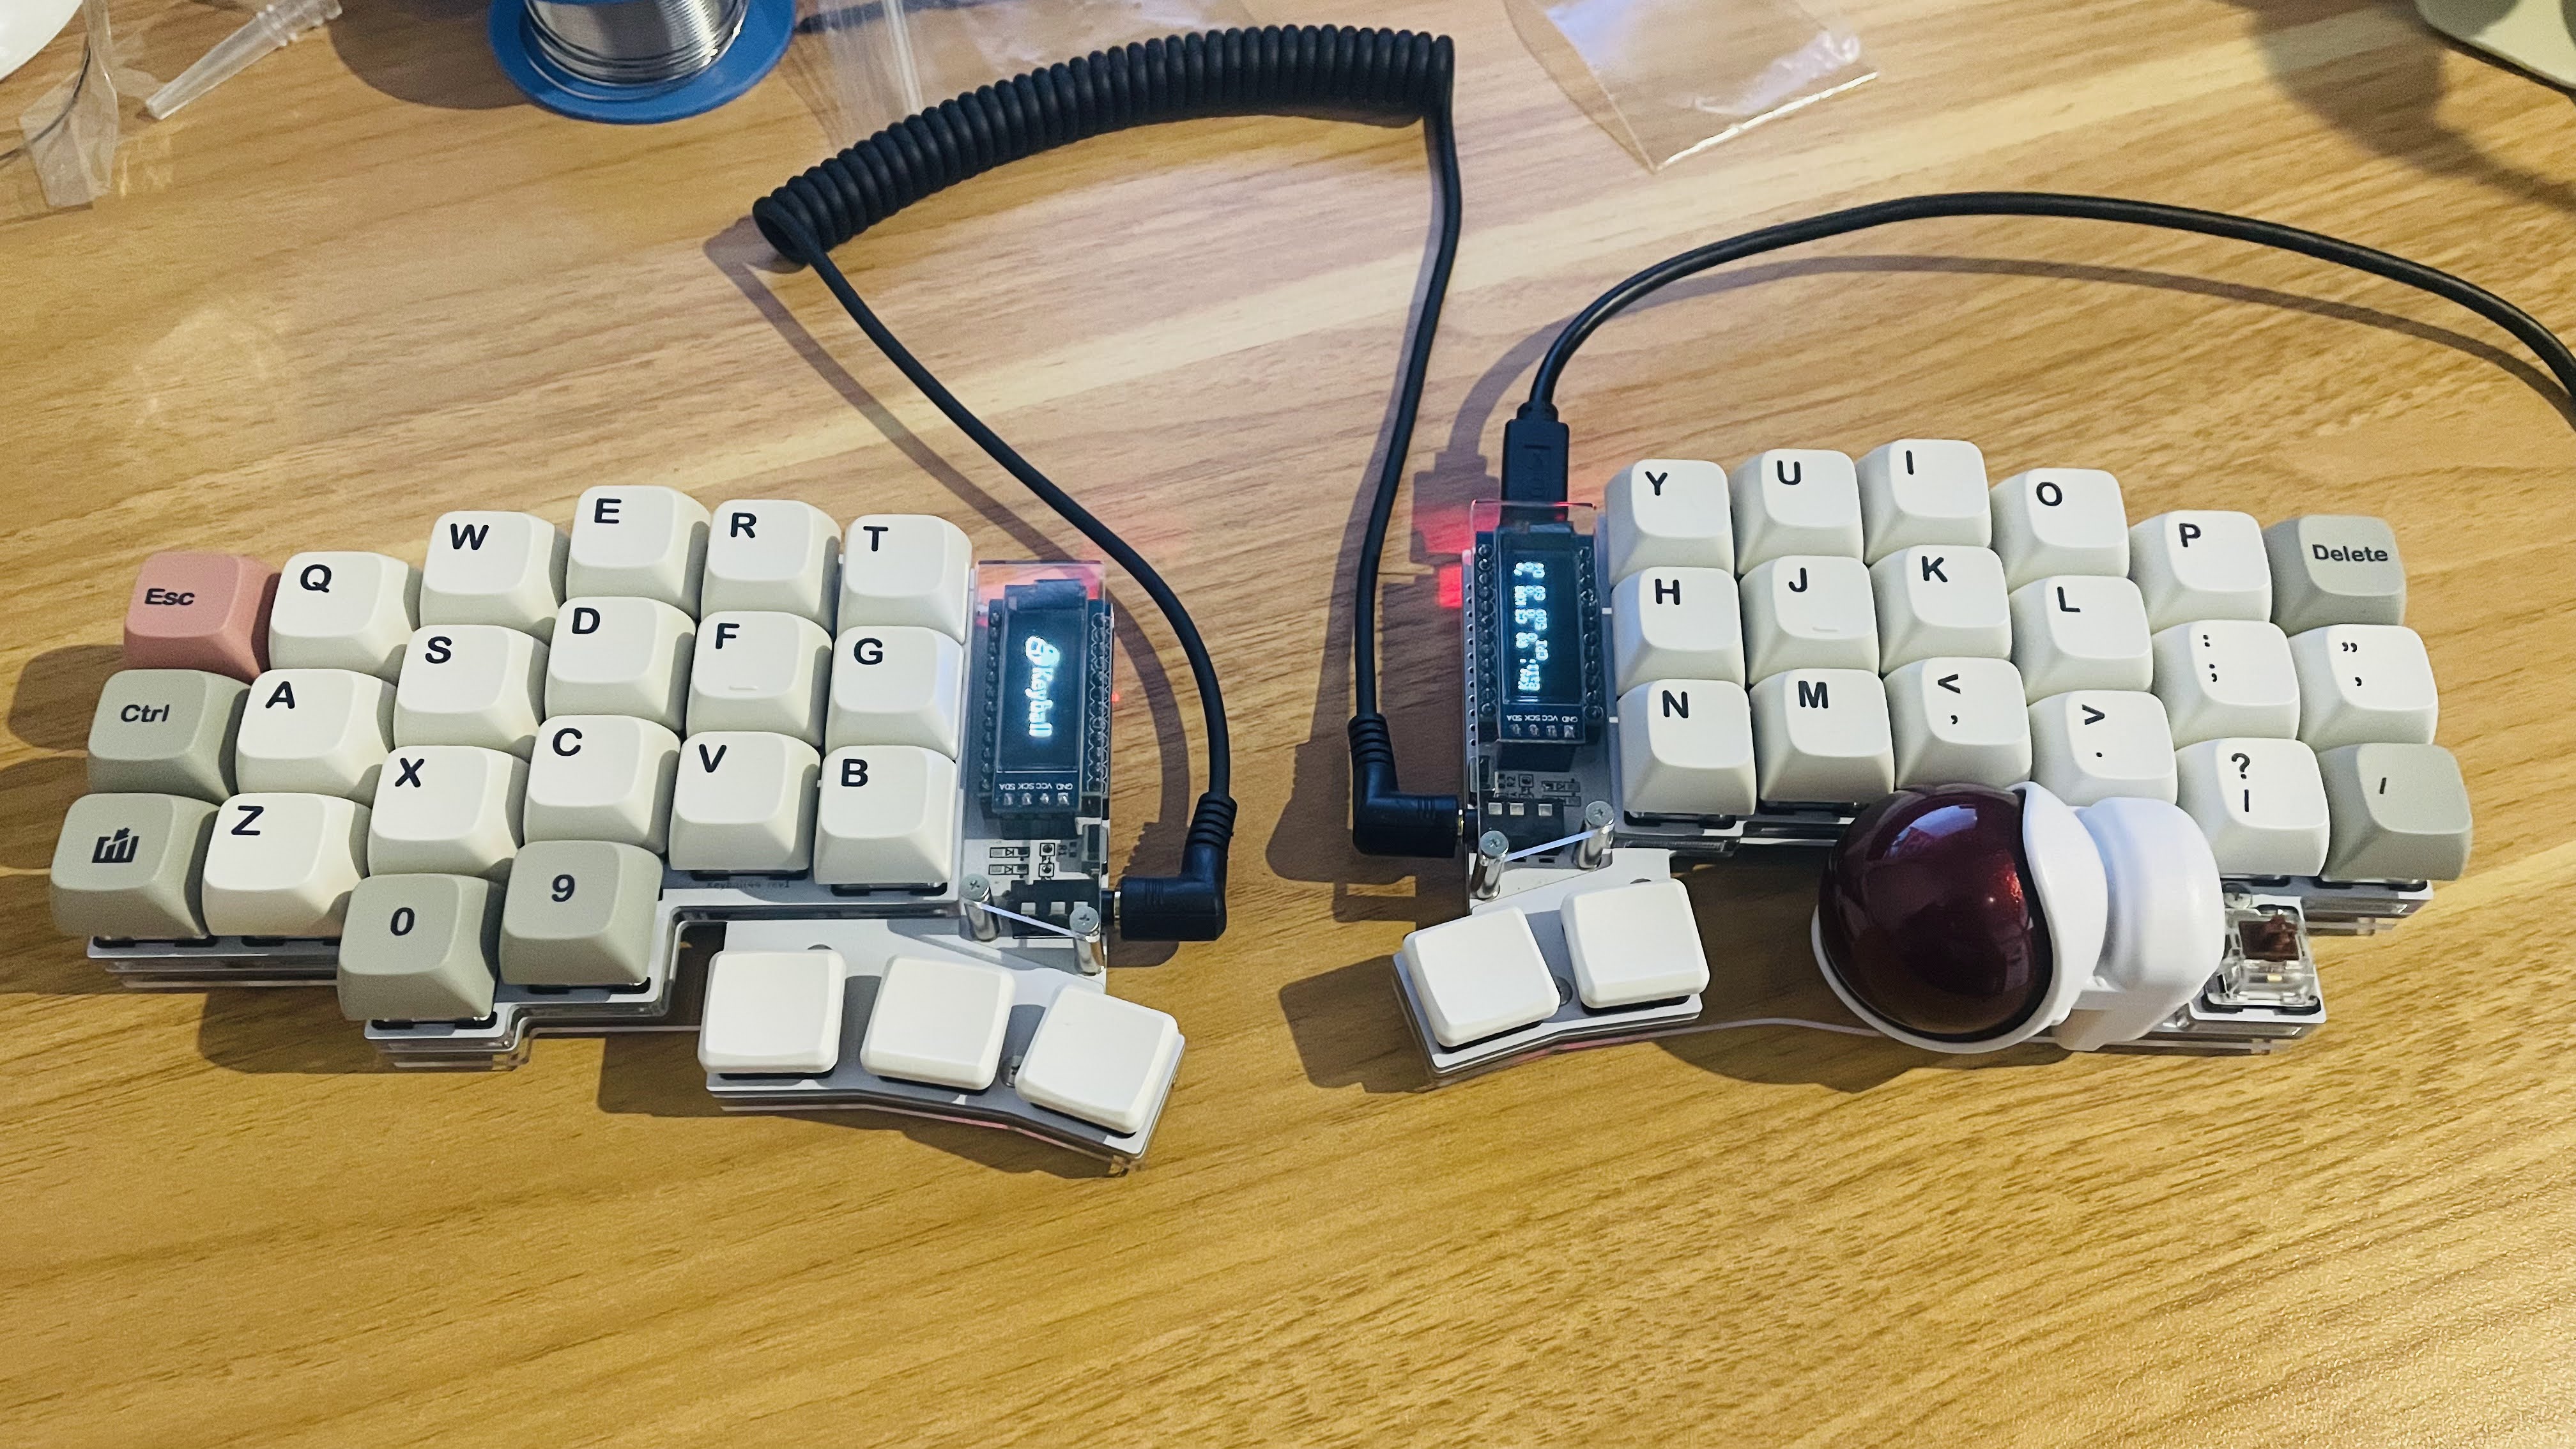 Esc
Q
W
E
R
T
Ctrl
A
S
D
F
G
Z
X
C
V
B
0
9
Keyball
GND VCC SCK SDA
Y
U
I
O
P
Delete
H
J
K
L
: ;
” ,
N
M
< ,
> .
?
/
GND VCC SCK SDA